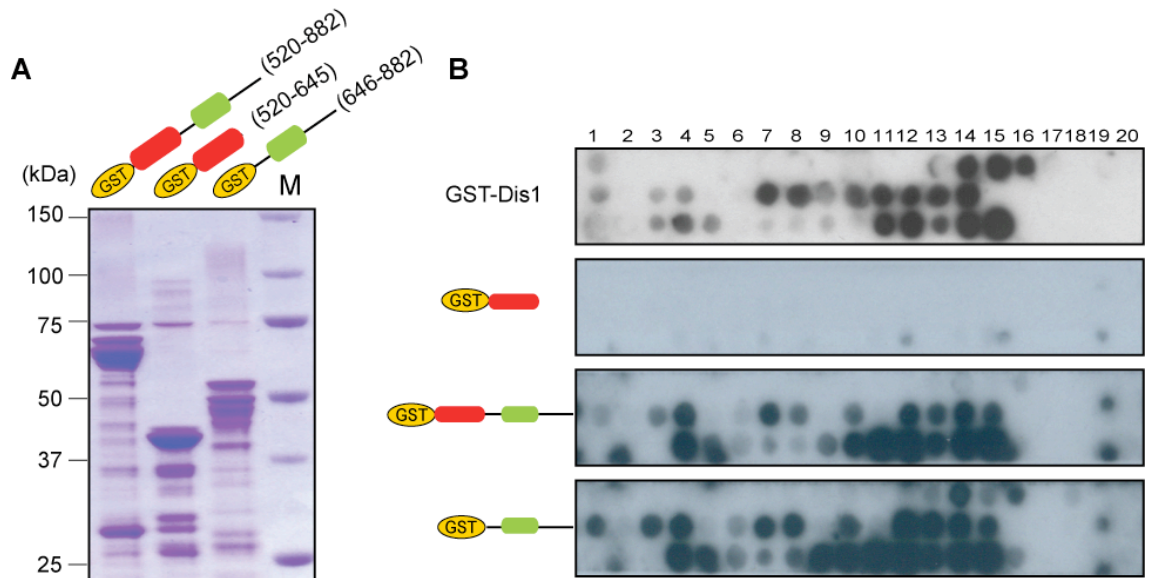 A
B
(520-882)
(520-645)
(646-882)
GST
GST
GST
M
(kDa)
150
100
75
50
37
25
1 2 3 4 5 6 7 8 9 10 11 12 13 14 15 16 17 18 19 20
GST-Dis1
GST
GST
GST